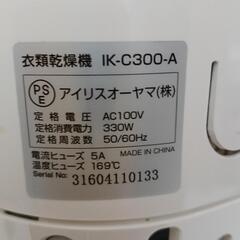 衣類乾燥機 IK-C300-A
PSE アイリスオーヤマ(株)
定格電圧 AC100V
定格消費電力 330W
定格周波数 50/60Hz
電流ヒューズ 5A MADE IN CHINA
温度ヒューズ 169℃
Serial No: 31604110133